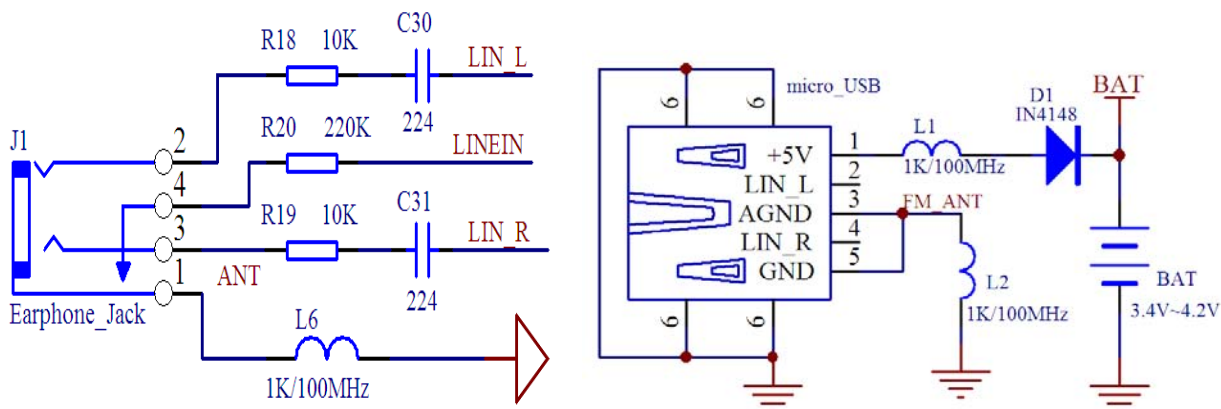 R18 10K
C30
LIN_L
224
J1
2
R20 220K
LINEIN
4
R19 10K
C31
LIN_R
3
224
ANT
1
Earphone_Jack
L6
1K/100MHz
micro_USB
6
6
+5V
1
LIN_L
2
AGND
3
LIN_R
4
GND
5
6
6
L1
1K/100MHz
D1
IN4148
BAT
FM_ANT
L2
1K/100MHz
BAT
3.4V~4.2V